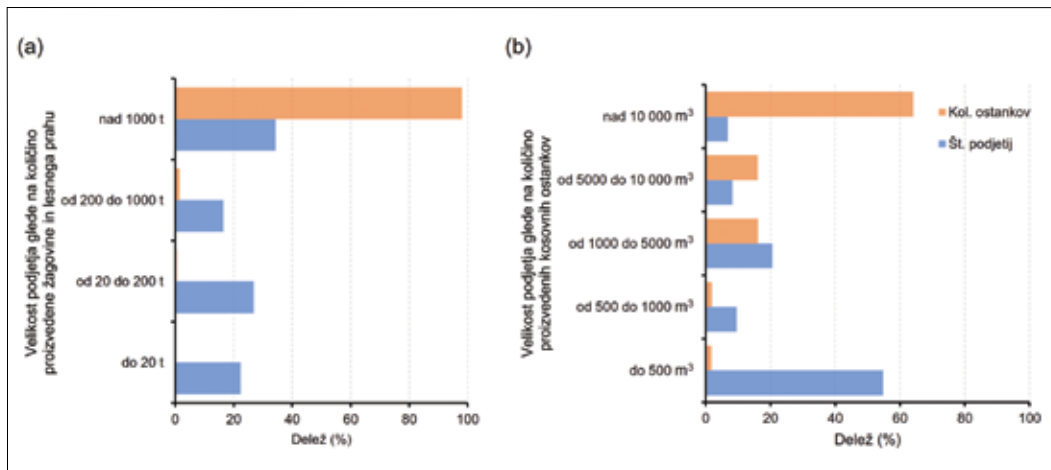 (a)
Velikost podjetja glede na količino
proizvedene žagovine in lesnega prahu
nad 1000 t
od 200 do 1000 t
od 20 do 200 t
do 20 t
0 20 40 60 80 100
Delež (%)
(b)
Velikost podjetja glede na količino
proizvedenih kosovnih ostankov
nad 10 000 m³
od 5000 do 10 000 m³
od 1000 do 5000 m³
od 500 do 1000 m³
do 500 m³
0 20 40 60 80 100
Delež (%)
Kol. ostankov
Št. podjetij